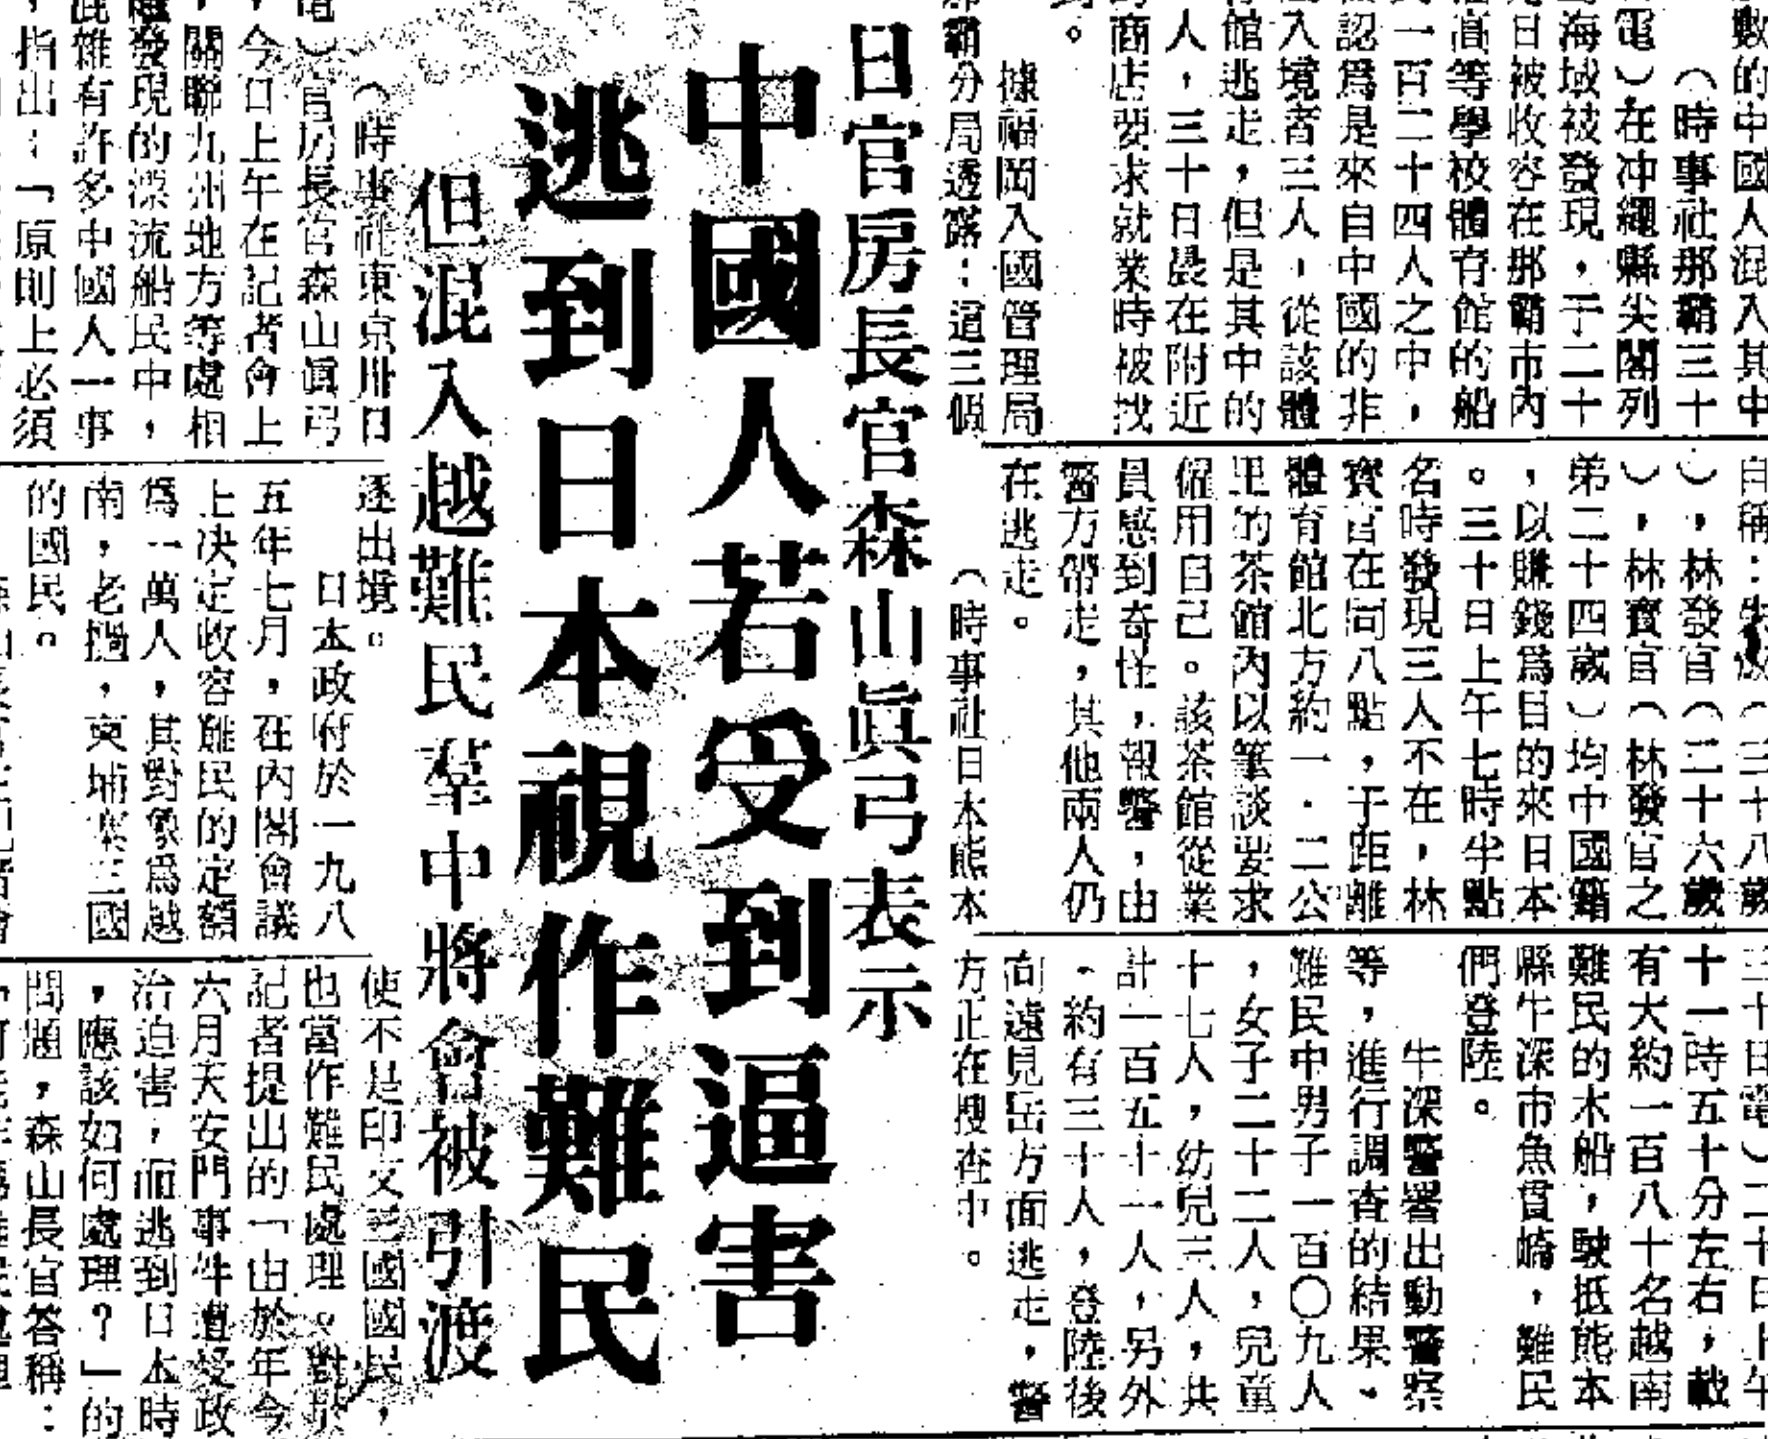 數的中國人混入其中
(時事社那霸三十
電)在冲繩縣尖閣列
海域被發現,于二十
日被收容在那霸市內
高等學校體育館的船
一百二十四人之中,
認爲是來自中國的非
入境者三人,從該體
育館逃走,但是其中的
人,三十日晨在附近
的商店要求就業時被找
到。
據福岡入國管理局
那霸分局透露:這三個
自稱:(三十八歲
),林發官(二十六歲
),林寶官(林發官之
弟二十四歲)均中國籍
,以賺錢爲目的來日本
。三十日上午七時半點
名時發現三人不在,林
寶官在同八點,于距離
體育館北方約一.二公
里的茶館內以筆談要求
僱用自己。該茶館從業
員感到奇怪,報警,由
警方帶走,其他兩人仍
在逃走。
(時事社日本熊本
三十日電)二十日上午
十一時五十分左右,載
有大約一百八十名越南
難民的木船,駛抵熊本
縣牛深市魚貫崎,難民
們登陸。
牛深警署出動警察
等,進行調查的結果。
難民中男子一百〇九人
,女子二十二人,兒童
十七人,幼兒三人,共
計一百五十一人,另外
,約有三十人,登陸後
向遠見岳方面逃走,警
方正在搜查中。
日官房長官森山眞弓表示
中國人若受到逼害
逃到日本視作難民
但混入越難民羣中將會被引渡
(時事社東京卅日
電)官房長官森山眞弓
,今日上午在記者會上
,關聯九州地方等處相
繼發現的漂流船民中,
混雜有許多中國人一事
,指出:「原則上必須
逐出境。
日本政府於一九八
五年七月,在內閣會議
上决定收容難民的定額
爲一萬人,其對象爲越
南,老撾,柬埔寨三國
的國民。
使不是印支三國國民,
也當作難民處理。對於
記者提出的「由於年今
六月天安門事件遭受政
治迫害,而逃到日本時
,應該如何處理?」的
問題,森山長官答稱: